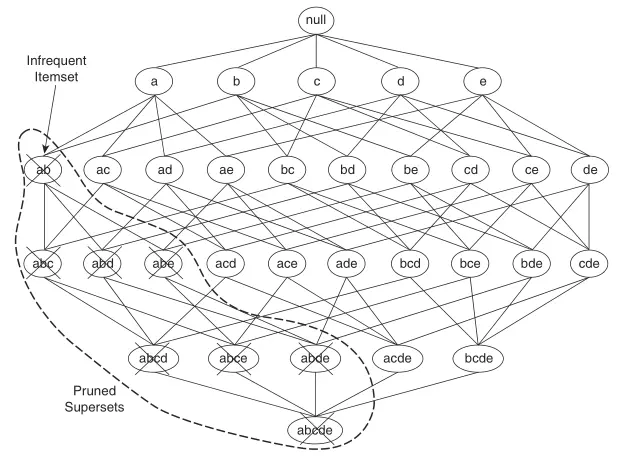 null
Infrequent
Itemset
a b c d e
ab ac ad ae bc bd be cd ce de
abc abd abe acd ace ade bcd bce bde cde
abcd abce abde acde bcde
Pruned
Supersets
abcde